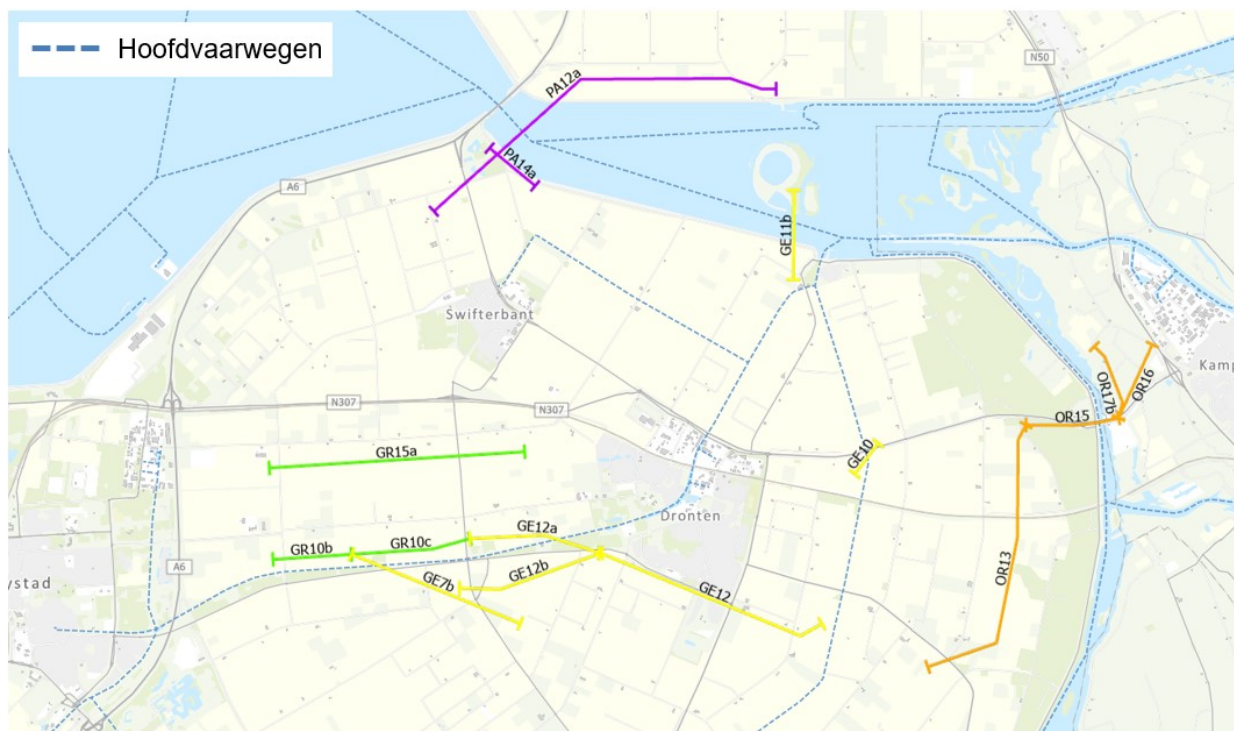 Hoofdvaarwegen
N50
PA12a
A6
PA14a
GE11b
Swifterbant
Kamp
OR17b
OR16
N307
N307
OR15
GE10
GR15a
Dronten
GE12a
GR10b
GR10c
GE12b
GE7b
GE12
OR13
A6
ystad